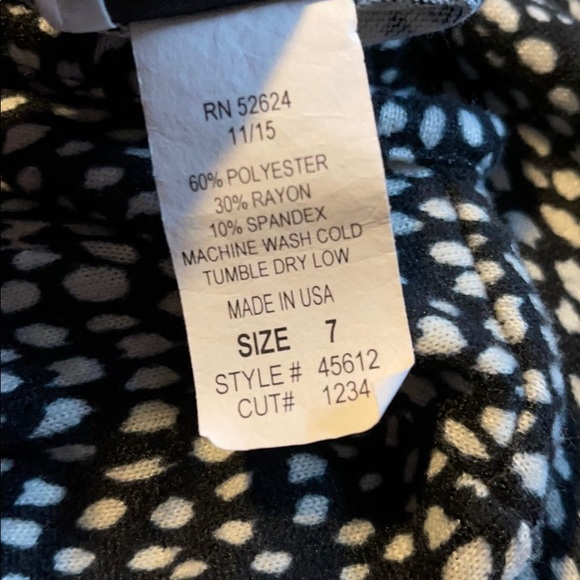 RN 52624
11/15
60% POLYESTER
30% RAYON
10% SPANDEX
MACHINE WASH COLD
TUMBLE DRY LOW
MADE IN USA
SIZE 7
STYLE # 45612
CUT# 1234